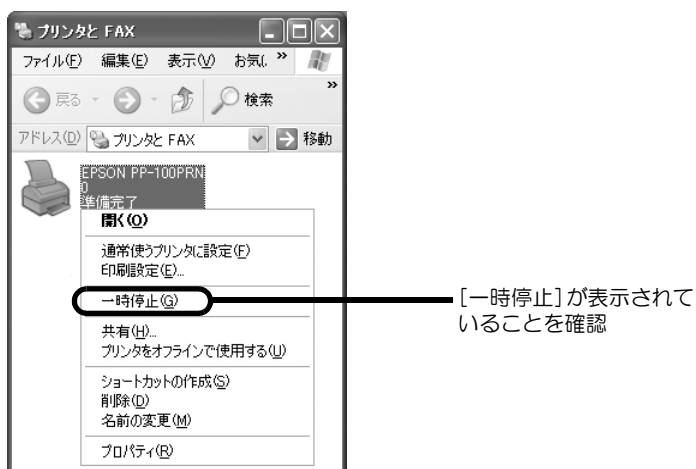 プリンタと FAX
ファイル(F) 編集(E) 表示(V) お気(. »
戻る 検索 »
アドレス(D) プリンタと FAX 移動
EPSON PP-100PRN
0
準備完了
開く(O)
通常使うプリンタに設定(F)
印刷設定(E)...
一時停止(G)
共有(H)...
プリンタをオフラインで使用する(U)
ショートカットの作成(S)
削除(D)
名前の変更(M)
プロパティ(R)
[一時停止]が表示されて
いることを確認